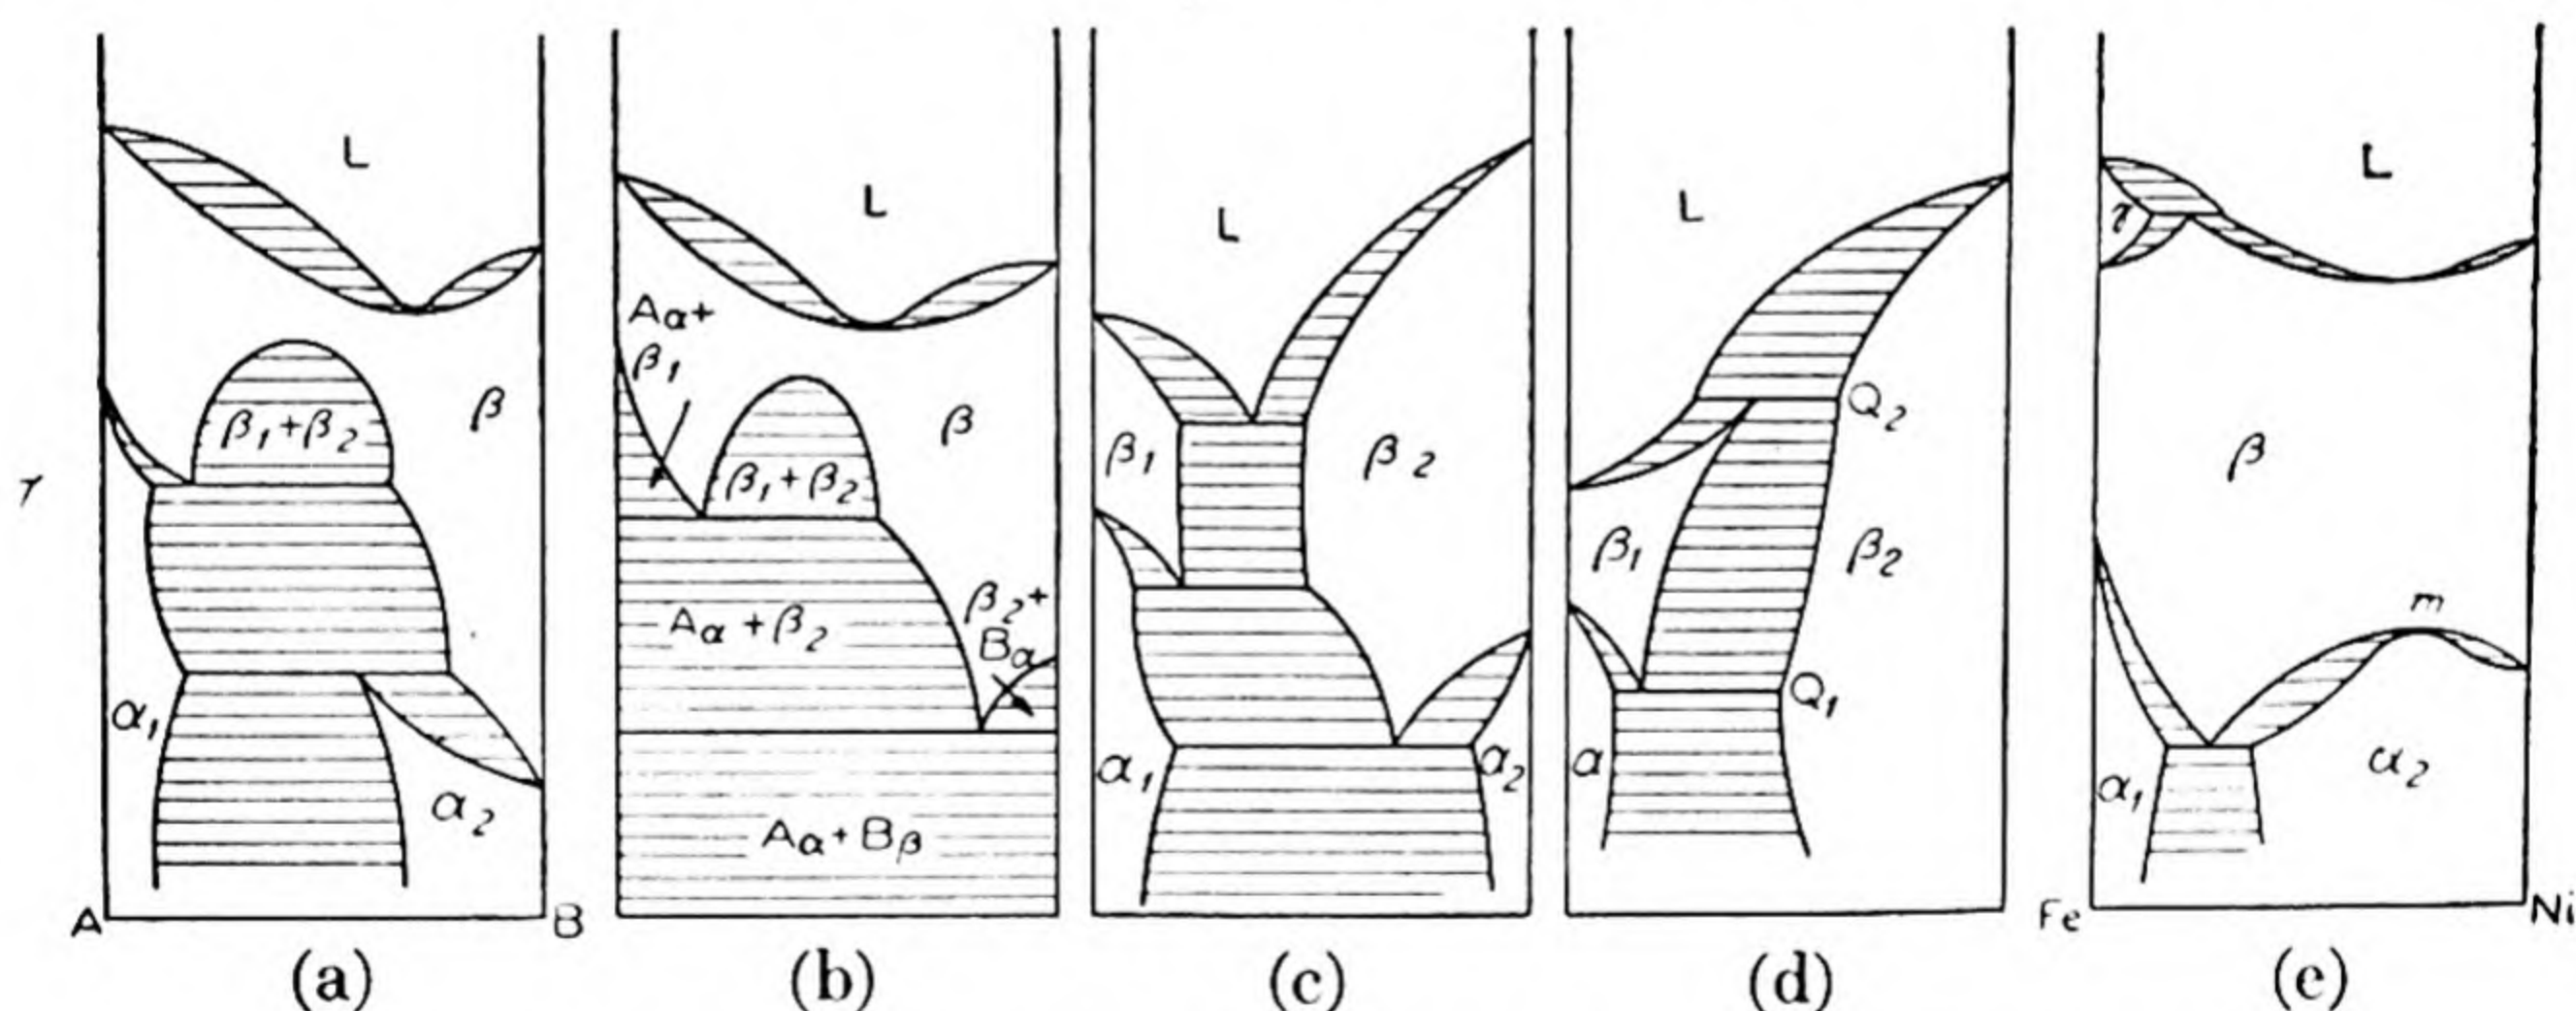 L
β₁+β₂
β
T
α₁
α₂
A
B
(a)
L
Aα+
β₁
β₁+β₂
β
Aα+β₂
β₂+
Bα
Aα+Bβ
(b)
L
β₁
β₂
α₁
α₂
(c)
L
Q₂
β₁
β₂
Q₁
α
(d)
L
γ
β
m
α₁
α₂
Fe
Ni
(e)